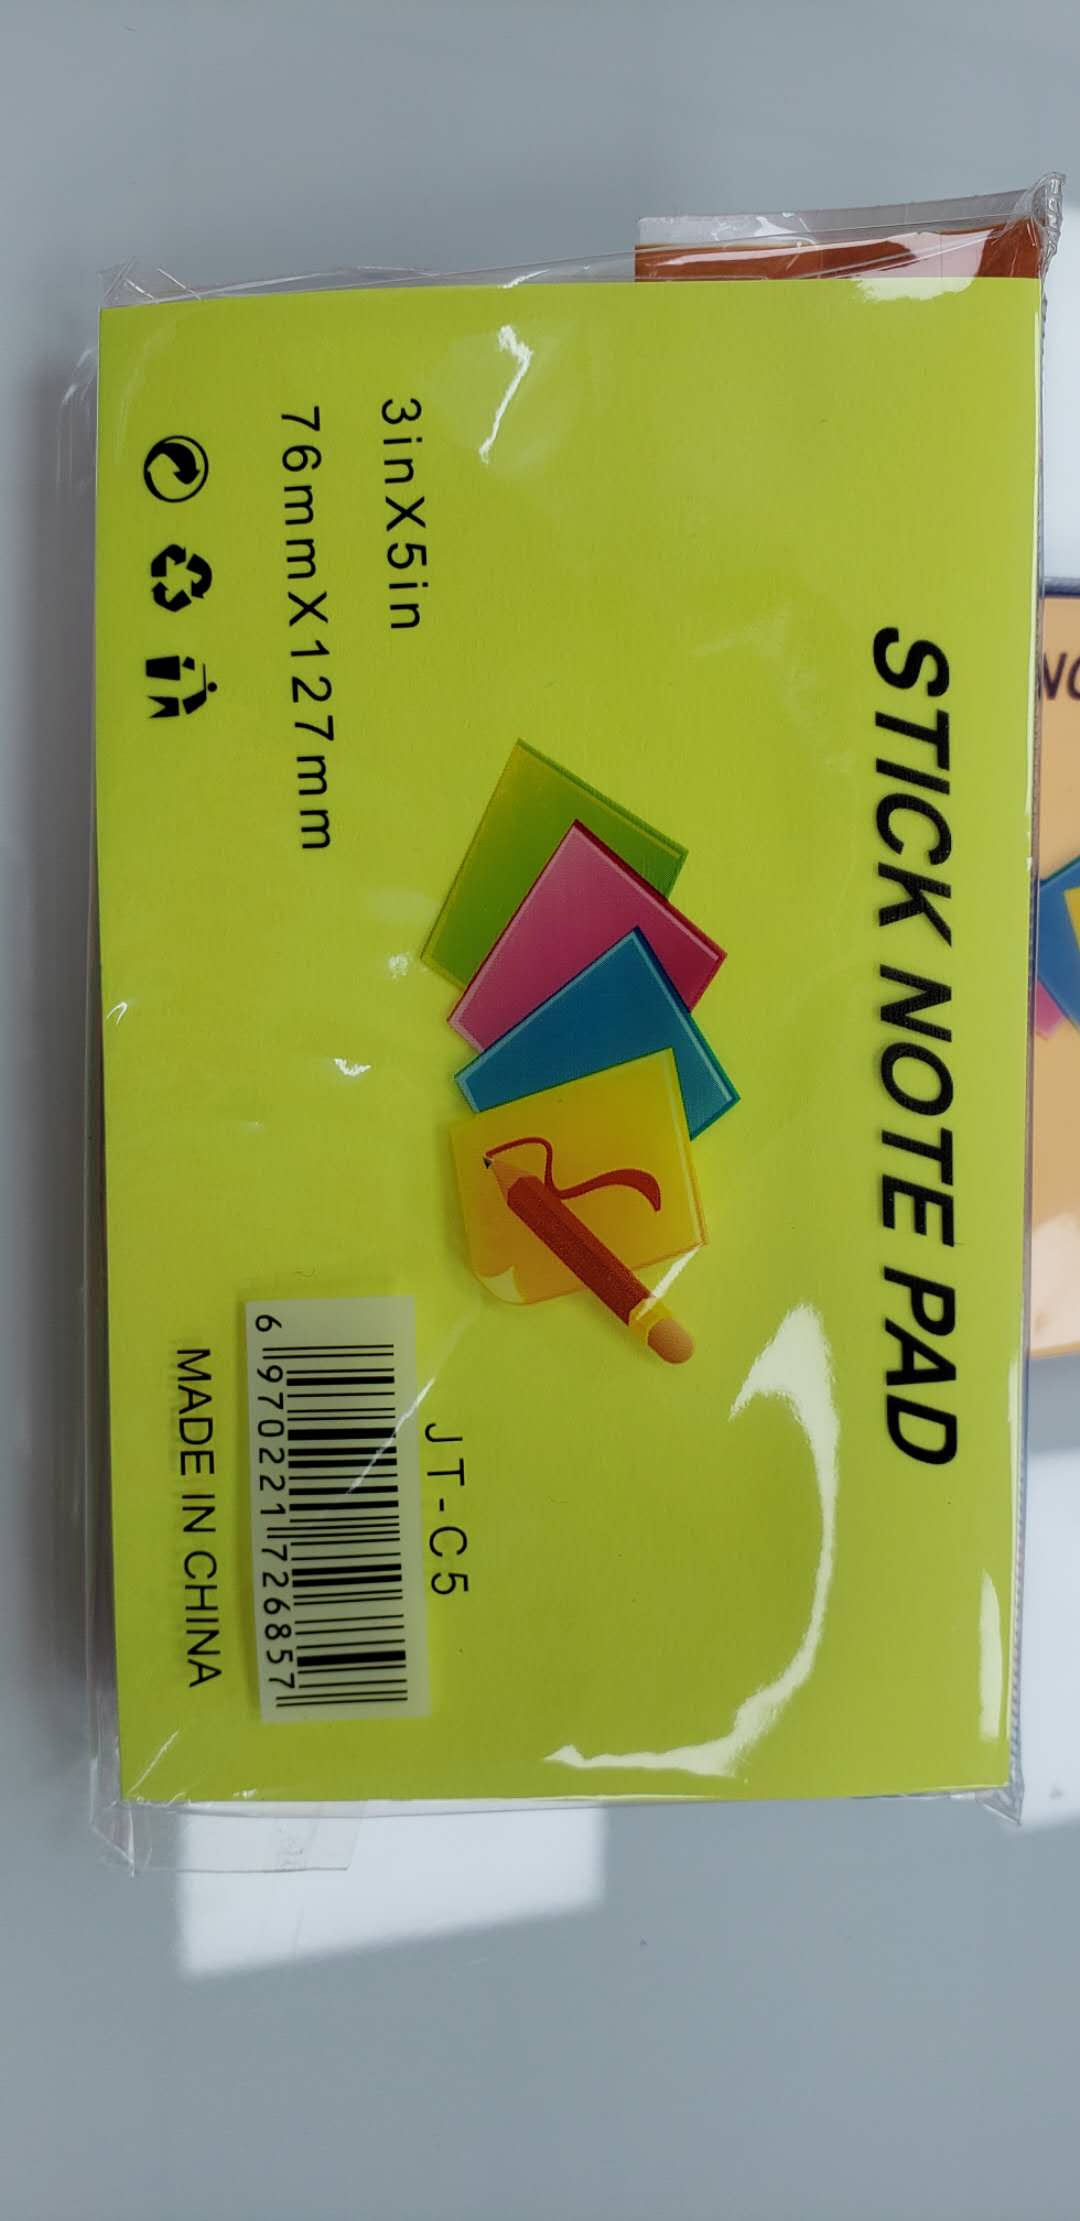 STICK NOTE PAD
3inX5in
76mmX127mm
JT-C5
6 970221 726857
MADE IN CHINA